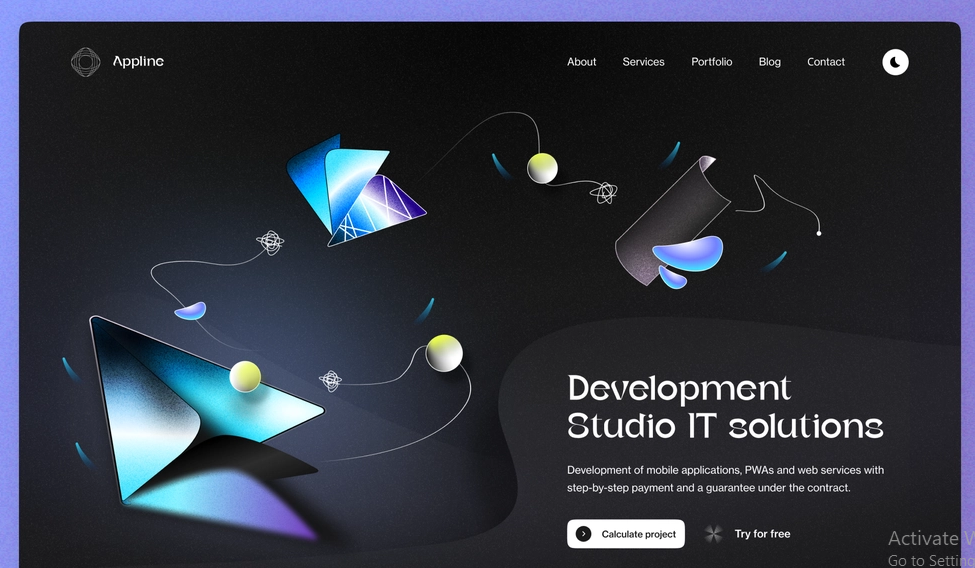 Appline
About
Services
Portfolio
Blog
Contact
Development
Studio IT solutions
Development of mobile applications, PWAs and web services with
step-by-step payment and a guarantee under the contract.
Calculate project
Try for free
Activate
Go to Setting